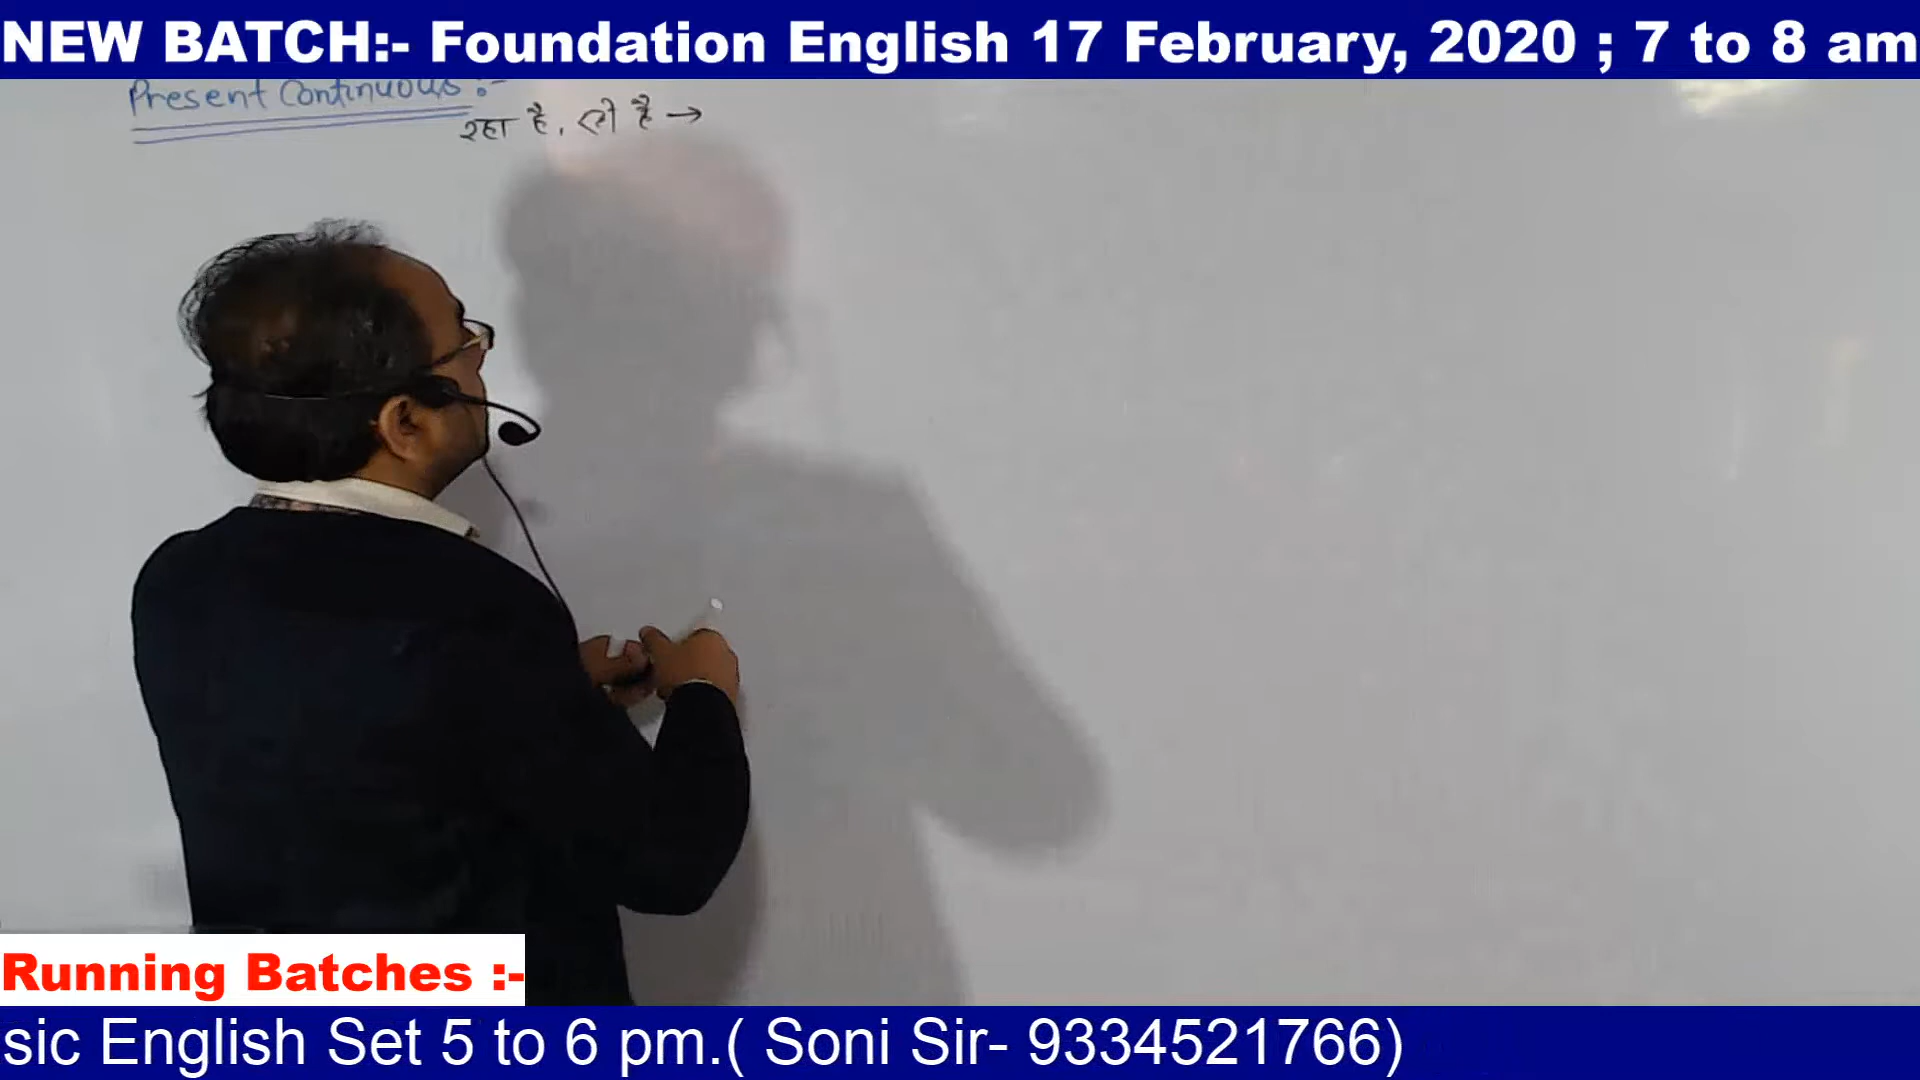 NEW BATCH:- Foundation English 17 February, 2020 ; 7 to 8 am
Present Continuous :-
रहा है, रही है →
Running Batches :-
sic English Set 5 to 6 pm.( Soni Sir- 9334521766)